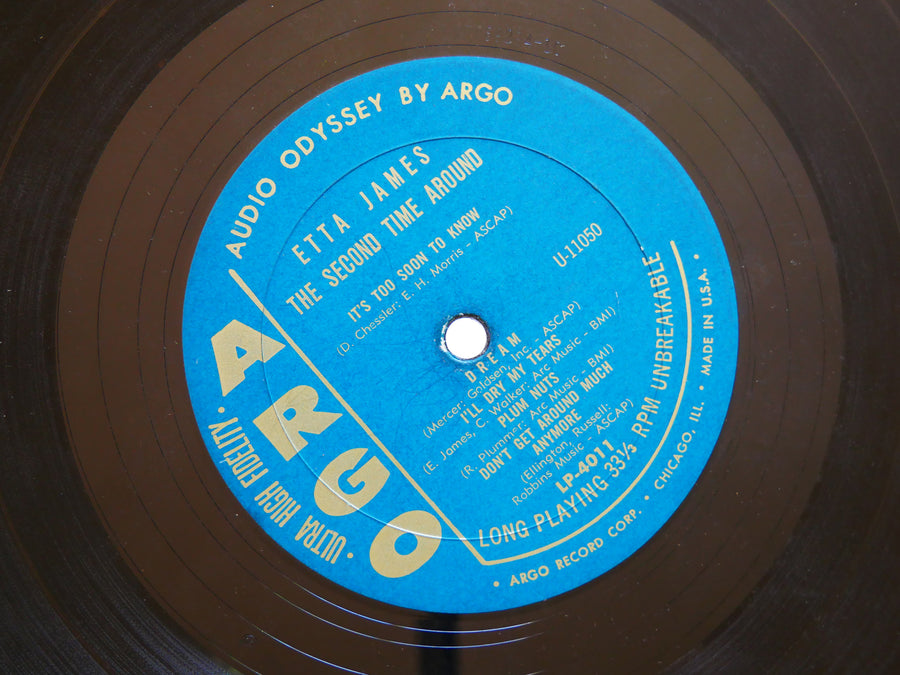 AUDIO ODYSSEY BY ARGO
ETTA JAMES
THE SECOND TIME AROUND
IT'S TOO SOON TO KNOW
(D. Chessler: E. H. Morris - ASCAP)
U-11050
DREAM
(Mercer: Goldsen, Inc. - ASCAP)
I'LL DRY MY TEARS
(E. James, C. Walker: Arc Music - BMI)
PLUM NUTS
(R. Plummer: Arc Music - BMI)
DON'T GET AROUND MUCH
ANYMORE
(Ellington, Russell:
Robbins Music - ASCAP)
LP-4011
LONG PLAYING 33⅓ RPM UNBREAKABLE
ARGO
• ULTRA HIGH FIDELITY •
• ARGO RECORD CORP. • CHICAGO, ILL. • MADE IN U.S.A. •